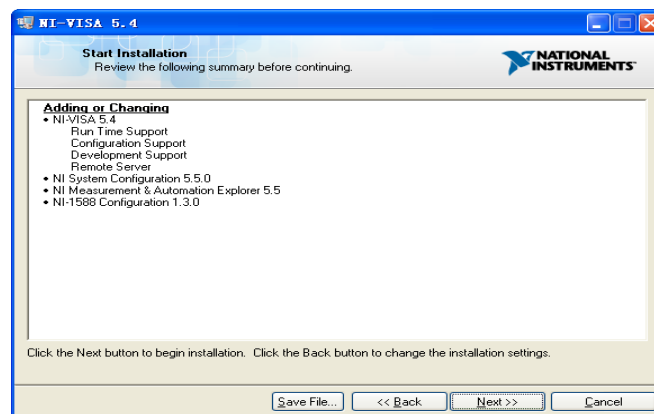 NI-VISA 5.4
Start Installation
Review the following summary before continuing.
NATIONAL
INSTRUMENTS™
Adding or Changing
• NI-VISA 5.4
Run Time Support
Configuration Support
Development Support
Remote Server
• NI System Configuration 5.5.0
• NI Measurement & Automation Explorer 5.5
• NI-1588 Configuration 1.3.0
Click the Next button to begin installation. Click the Back button to change the installation settings.
Save File... << Back Next >> Cancel